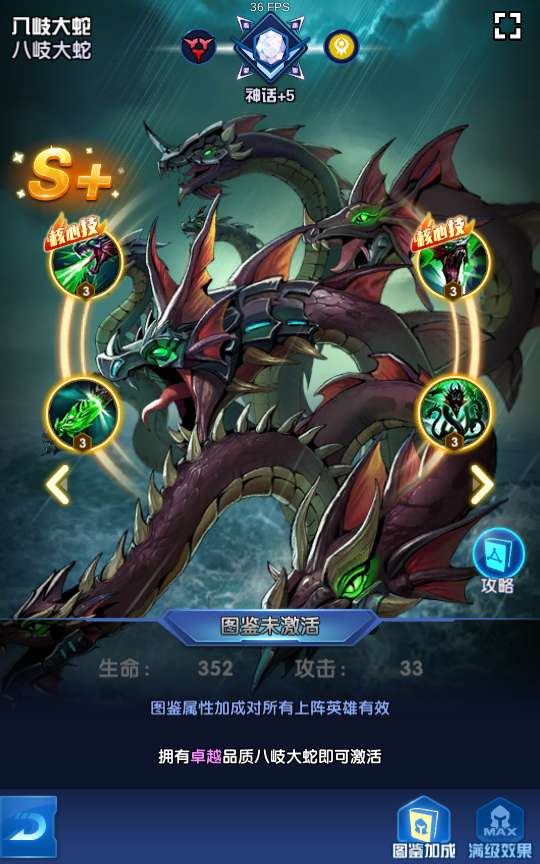 36 FPS
八岐大蛇
八岐大蛇
神话+5
S+
核心技
核心技
3
3
3
3
攻略
图鉴未激活
生命： 352 攻击： 33
图鉴属性加成对所有上阵英雄有效
拥有卓越品质八岐大蛇即可激活
MAX
图鉴加成 满级效果